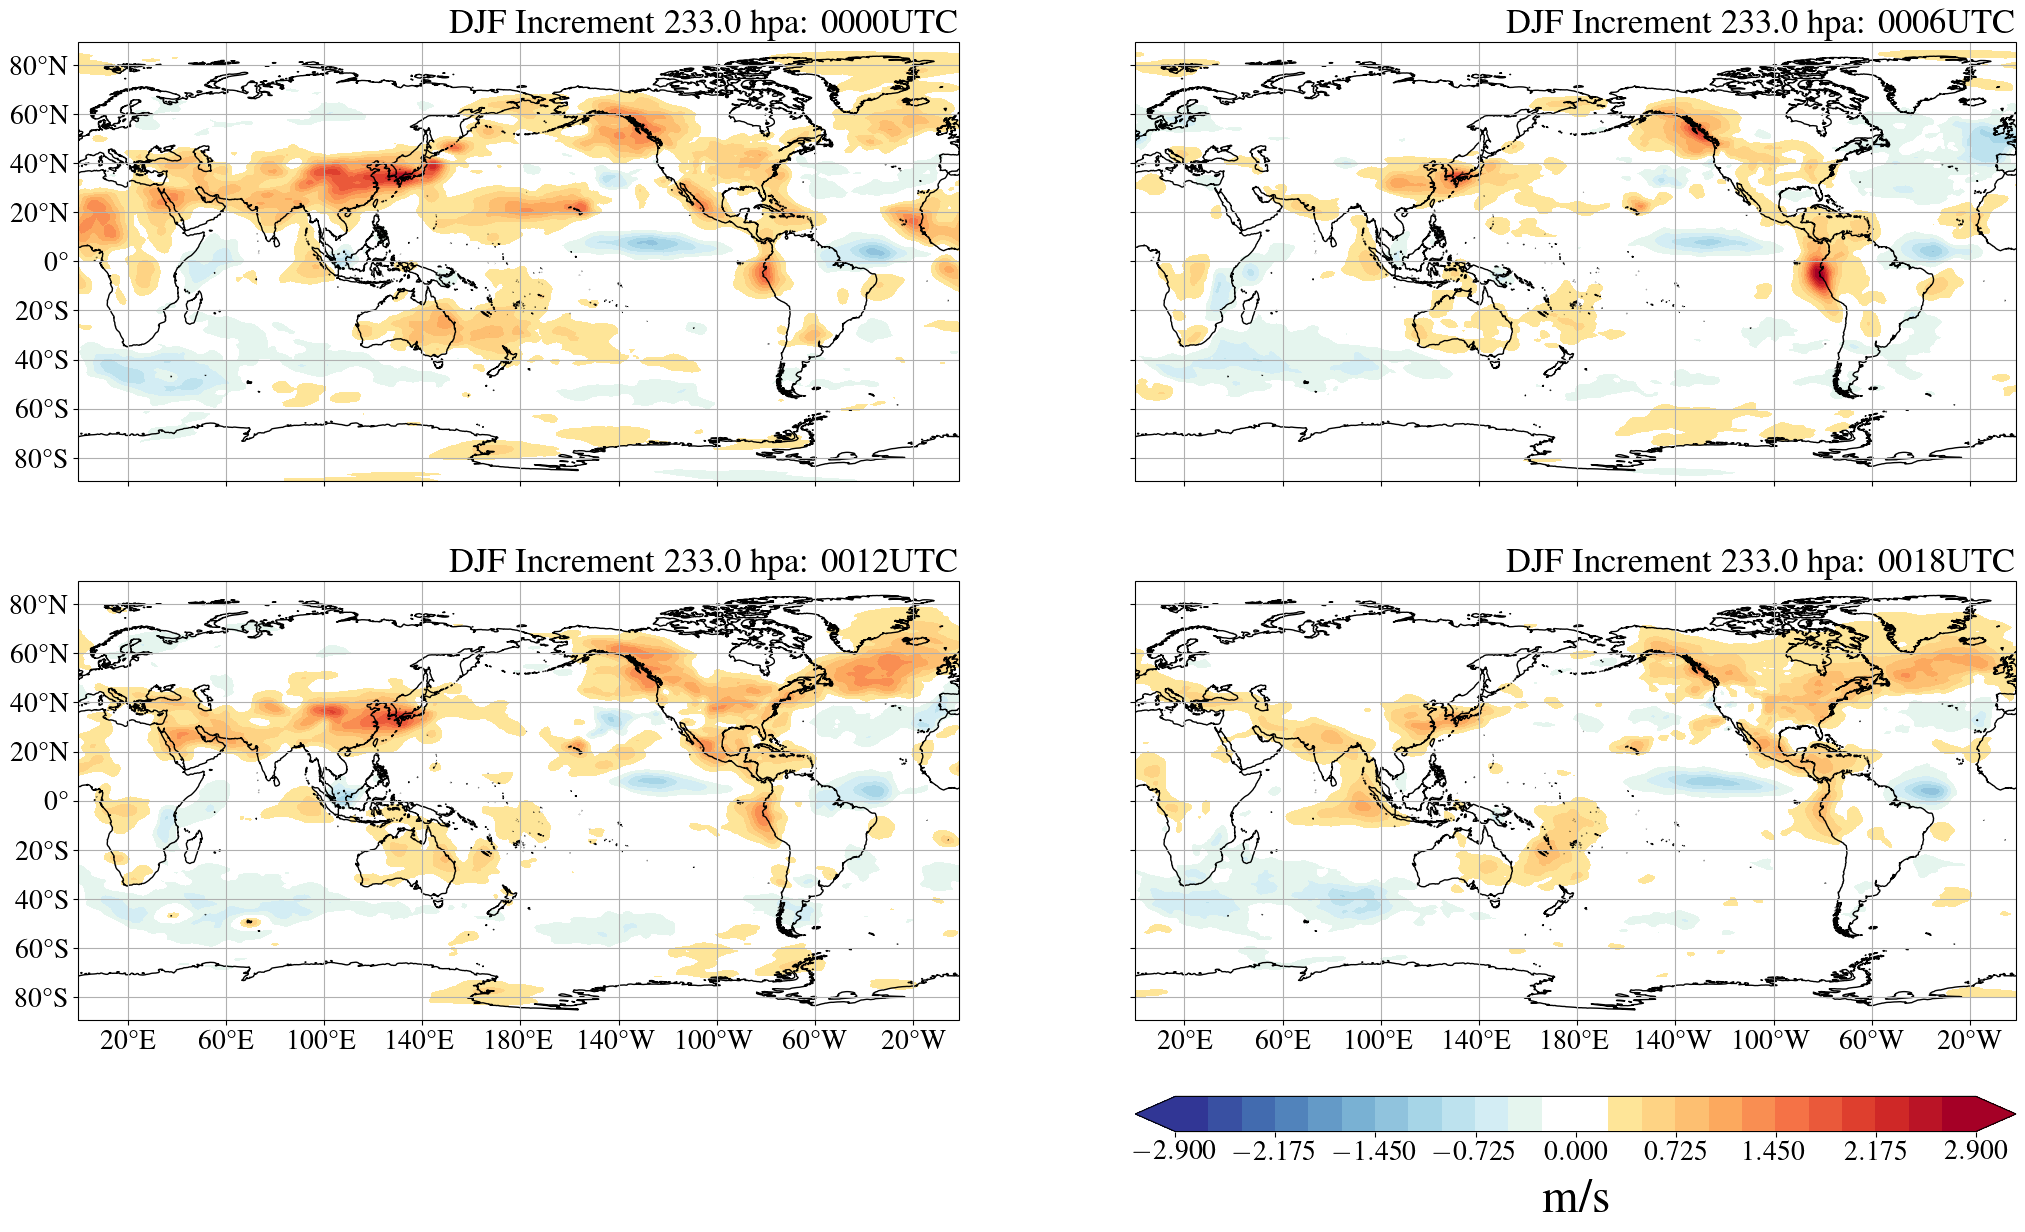 DJF Increment 233.0 hpa: 0000UTC
DJF Increment 233.0 hpa: 0006UTC
80°N
60°N
40°N
20°N
0°
20°S
40°S
60°S
80°S
DJF Increment 233.0 hpa: 0012UTC
DJF Increment 233.0 hpa: 0018UTC
80°N
60°N
40°N
20°N
0°
20°S
40°S
60°S
80°S
20°E 60°E 100°E 140°E 180°E 140°W 100°W 60°W 20°W
20°E 60°E 100°E 140°E 180°E 140°W 100°W 60°W 20°W
−2.900 −2.175 −1.450 −0.725 0.000 0.725 1.450 2.175 2.900
m/s